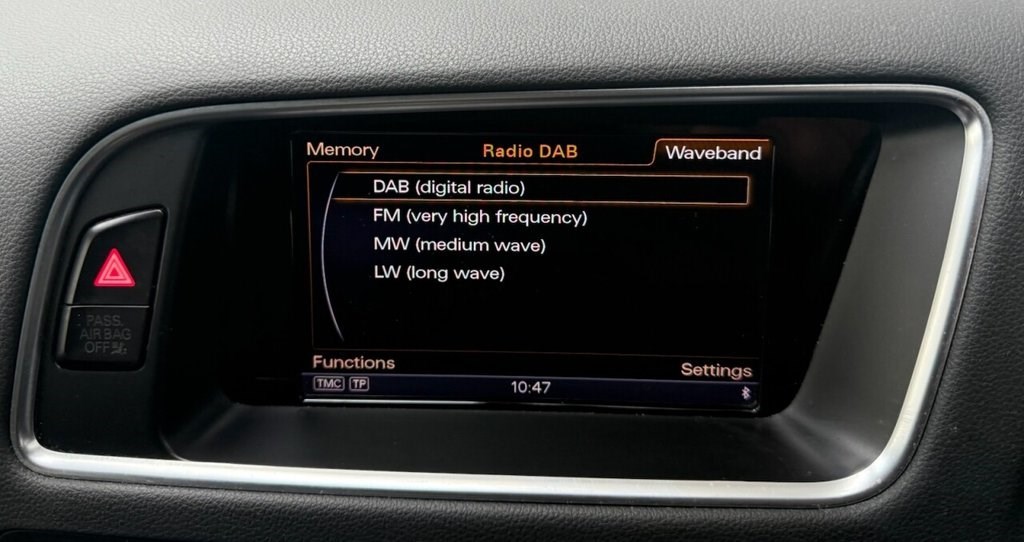 Memory Radio DAB Waveband
DAB (digital radio)
FM (very high frequency)
MW (medium wave)
LW (long wave)
PASS.
AIR BAG
OFF
Functions Settings
TMC TP 10:47